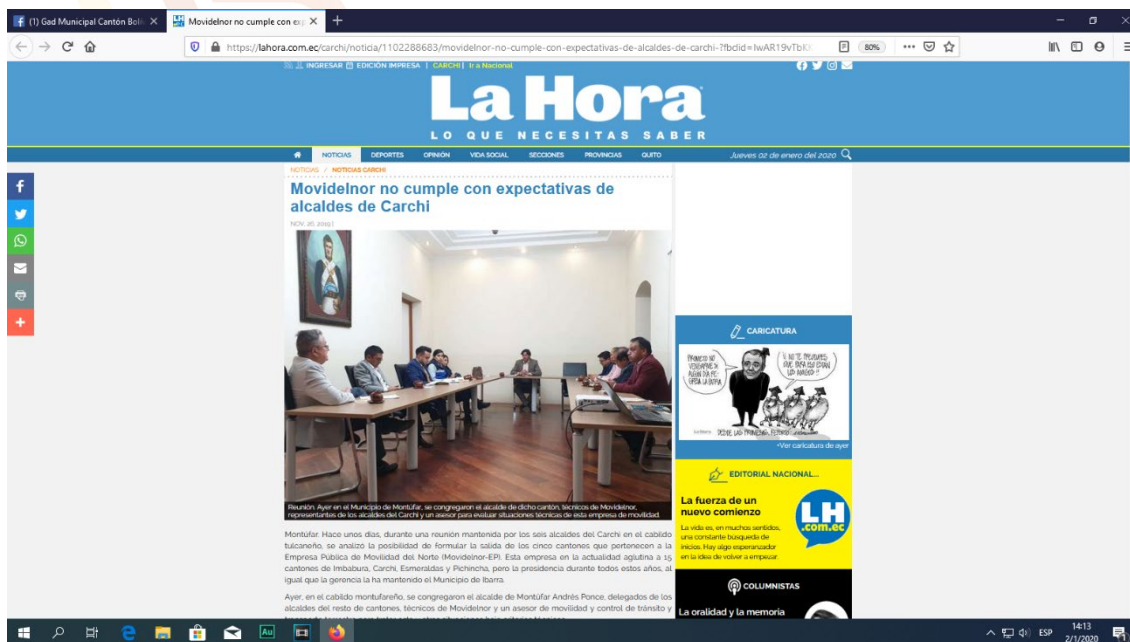 (1) Gad Municipal Cantón Bolí
Movidelnor no cumple con exp
https://lahora.com.ec/carchi/noticia/1102288683/movidelnor-no-cumple-con-expectativas-de-alcaldes-de-carchi-?fbclid=IwAR19vTbK
80%
INGRESAR EDICIÓN IMPRESA | CARCHI | Ir a Nacional
La Hora
LO QUE NECESITAS SABER
NOTICIAS DEPORTES OPINIÓN VIDA SOCIAL SECCIONES PROVINCIAS QUITO
Jueves 02 de enero del 2020
NOTICIAS / NOTICIAS CARCHI
Movidelnor no cumple con expectativas de
alcaldes de Carchi
NOV, 26, 2019 |
Reunión. Ayer en el Municipio de Montúfar, se congregaron el alcalde de dicho cantón, técnicos de Movidelnor,
representantes de los alcaldes del Carchi y un asesor para evaluar situaciones técnicas de esta empresa de movilidad.
Montúfar. Hace unos días, durante una reunión mantenida por los seis alcaldes del Carchi en el cabildo
tulcaneño, se analizó la posibilidad de formular la salida de los cinco cantones que pertenecen a la
Empresa Pública de Movilidad del Norte (Movidelnor-EP). Esta empresa en la actualidad aglutina a 15
cantones de Imbabura, Carchi, Esmeraldas y Pichincha, pero la presidencia durante todos estos años, al
igual que la gerencia la ha mantenido el Municipio de Ibarra.
Ayer, en el cabildo montufareño, se congregaron el alcalde de Montúfar Andrés Ponce, delegados de los
alcaldes del resto de cantones, técnicos de Movidelnor y un asesor de movilidad y control de tránsito y
CARICATURA
+Ver caricatura de ayer
EDITORIAL NACIONAL...
La fuerza de un
nuevo comienzo
La vida es, en muchos sentidos,
una constante búsqueda de
inicios. Hay algo esperanzador
en la idea de volver a empezar.
LH
.com.ec
COLUMNISTAS
La oralidad y la memoria
Au
ESP
14:13
2/1/2020